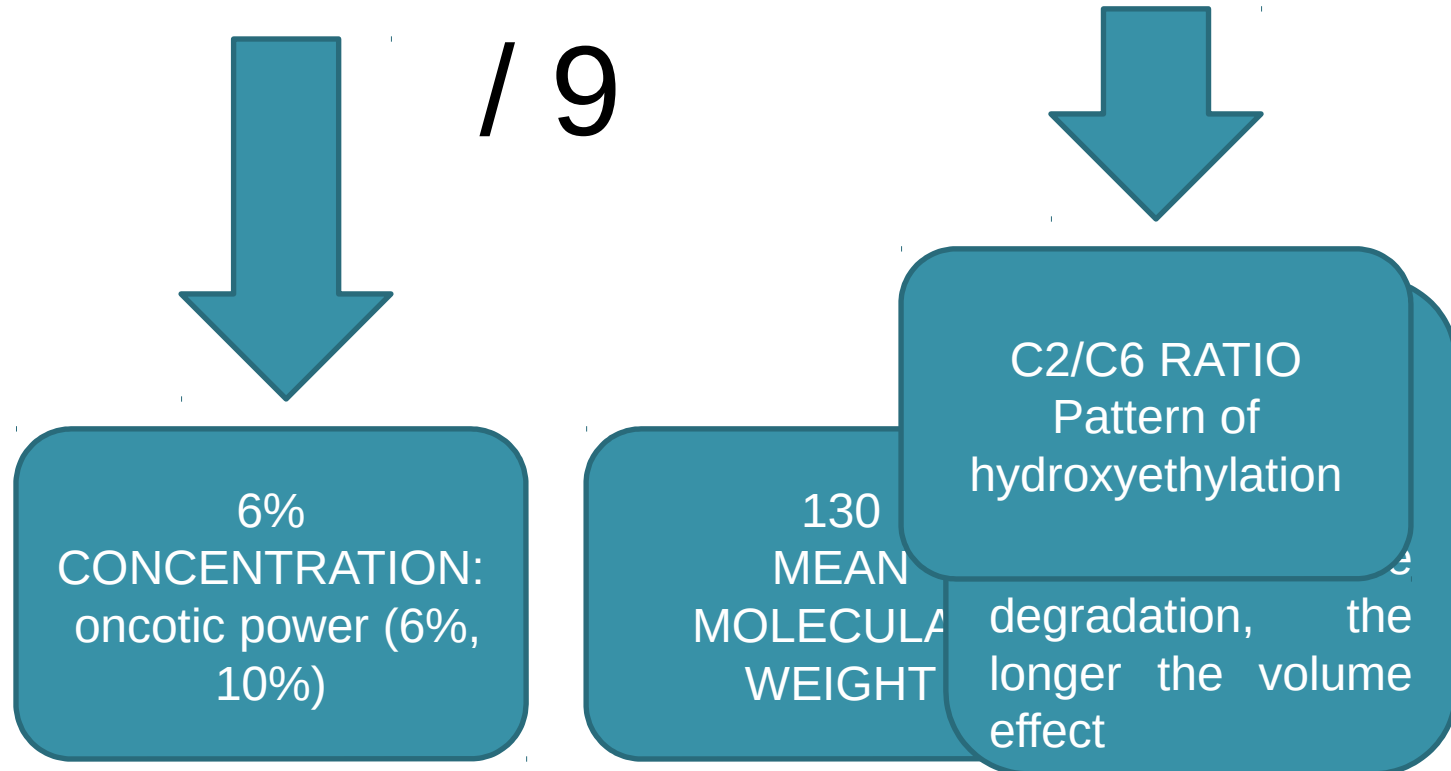 / 9
6%
CONCENTRATION:
oncotic power (6%,
10%)
130
MEAN
MOLECULA
WEIGHT
C2/C6 RATIO
Pattern of
hydroxyethylation
degradation, the
longer the volume
effect